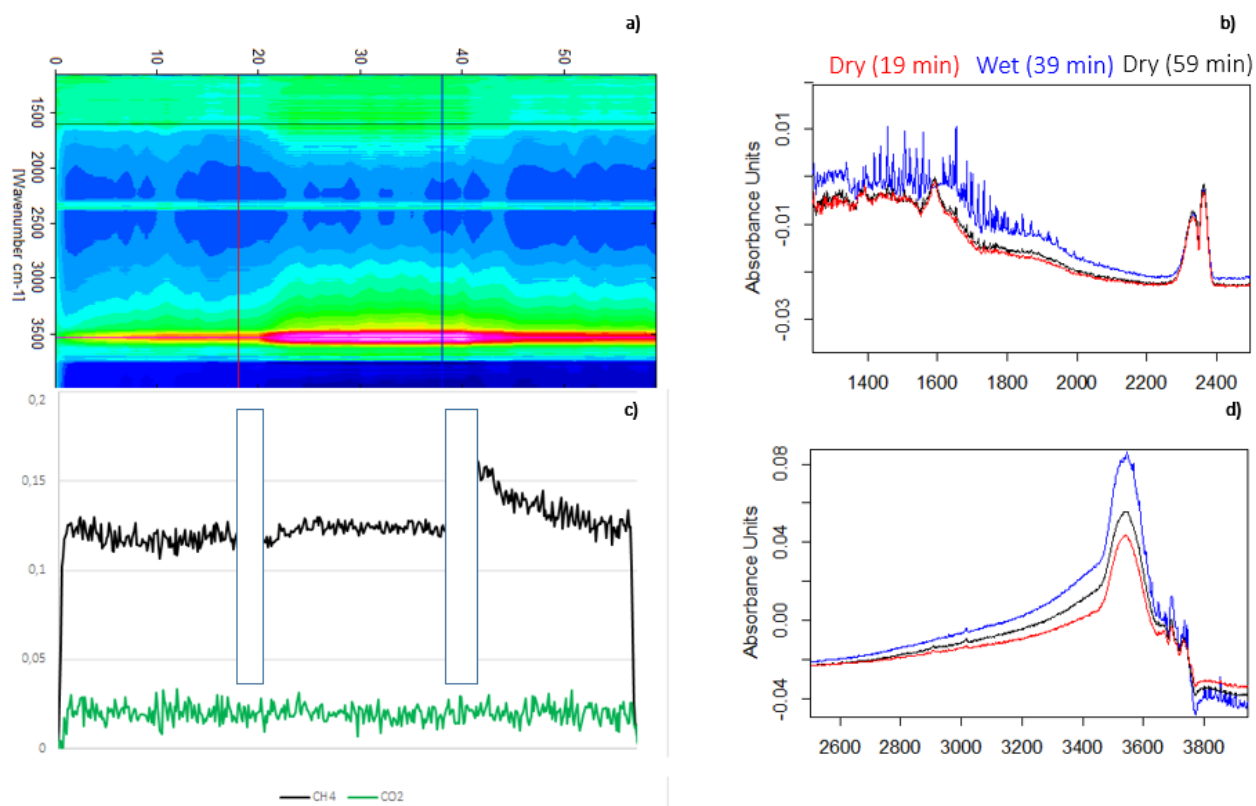 a)
0 10 20 30 40 50
1500
2000
2500
3000
3500
[Wavenumber cm-1]
b)
Dry (19 min) Wet (39 min) Dry (59 min)
Absorbance Units
0.01
-0.01
-0.03
1400 1600 1800 2000 2200 2400
c)
0,2
0,15
0,1
0,05
0
CH4 CO2
d)
Absorbance Units
0.08
0.04
0.00
-0.04
2600 2800 3000 3200 3400 3600 3800